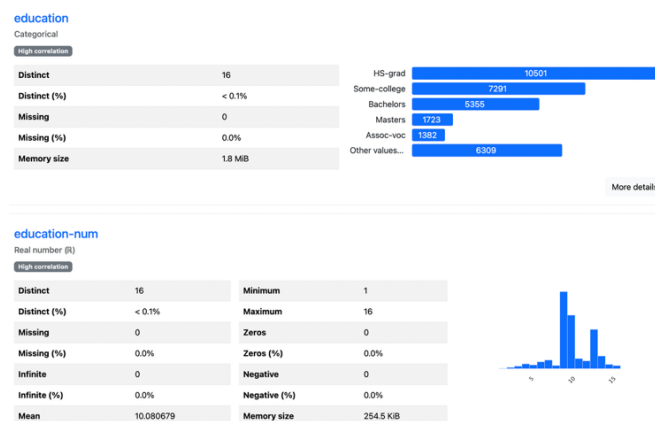 education
Categorical
High correlation
Distinct 16
Distinct (%) < 0.1%
Missing 0
Missing (%) 0.0%
Memory size 1.8 MiB
HS-grad 10501
Some-college 7291
Bachelors 5355
Masters 1723
Assoc-voc 1382
Other values... 6309
More details
education-num
Real number (ℝ)
High correlation
Distinct 16 Minimum 1
Distinct (%) < 0.1% Maximum 16
Missing 0 Zeros 0
Missing (%) 0.0% Zeros (%) 0.0%
Infinite 0 Negative 0
Infinite (%) 0.0% Negative (%) 0.0%
Mean 10.080679 Memory size 254.5 KiB
5 10 15